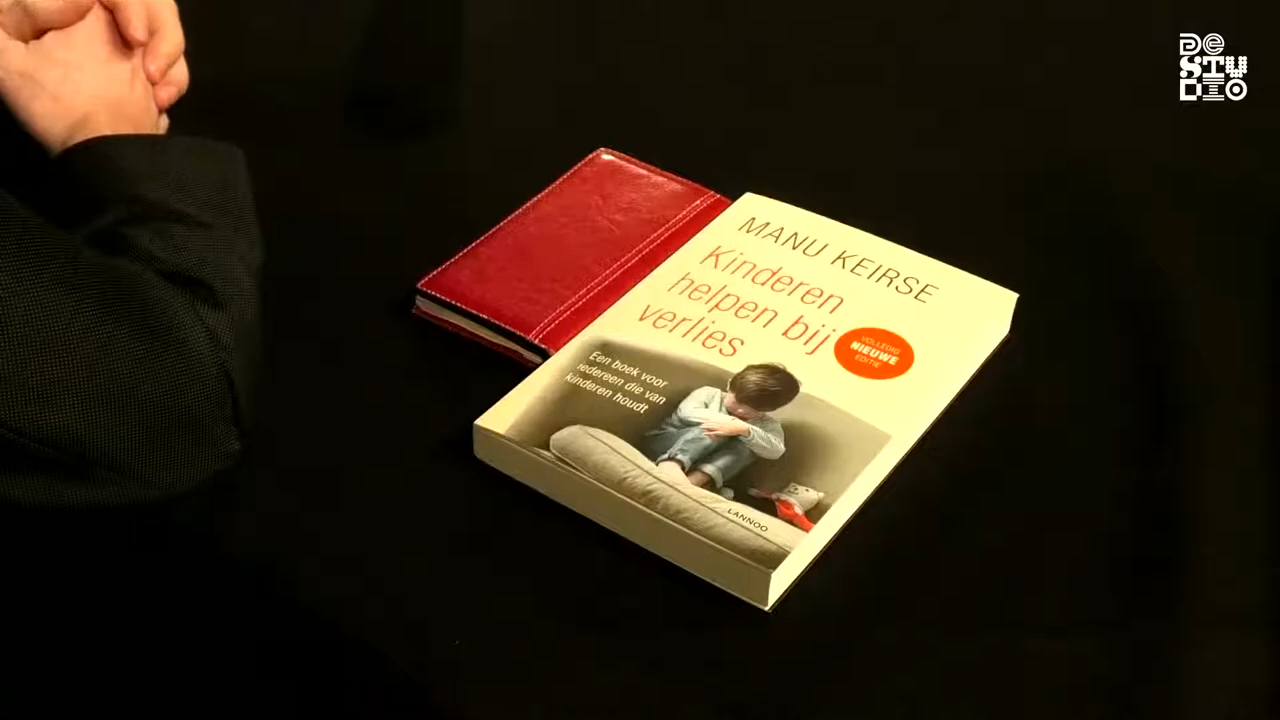 De
STU
DIO
MANU KEIRSE
Kinderen
helpen bij
verlies
VOLLEDIG
NIEUWE
EDITIE
Een boek voor
iedereen die van
kinderen houdt
LANNOO